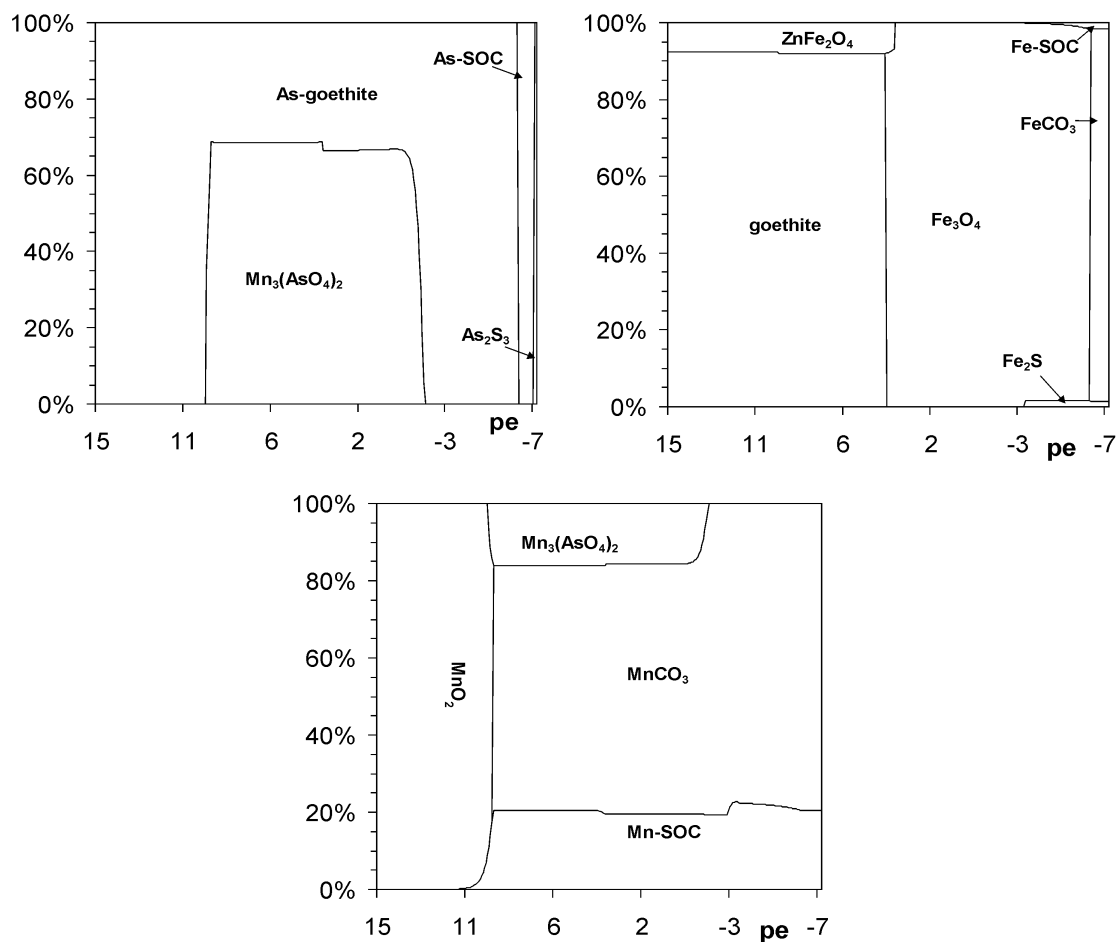 100%
80%
60%
40%
20%
0%
As-SOC
As-goethite
Mn₃(AsO₄)₂
As₂S₃
15 11 6 2 -3 -7
pe
100%
80%
60%
40%
20%
0%
ZnFe₂O₄
Fe-SOC
FeCO₃
goethite
Fe₃O₄
Fe₂S
15 11 6 2 -3 pe -7
100%
80%
60%
40%
20%
0%
Mn₃(AsO₄)₂
MnO₂
MnCO₃
Mn-SOC
15 11 6 2 -3 pe -7